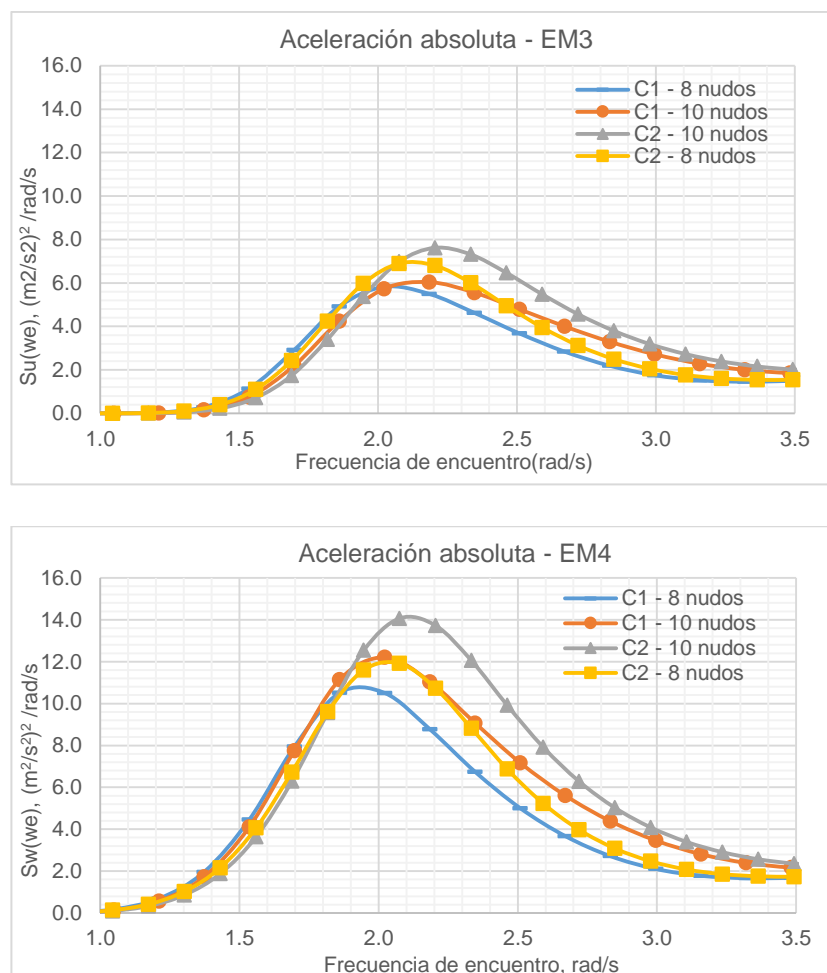 Aceleración absoluta - EM3
16.0
14.0
12.0
10.0
8.0
6.0
4.0
2.0
0.0
Su(we), (m2/s2)² /rad/s
C1 - 8 nudos
C1 - 10 nudos
C2 - 10 nudos
C2 - 8 nudos
1.0 1.5 2.0 2.5 3.0 3.5
Frecuencia de encuentro(rad/s)
Aceleración absoluta - EM4
16.0
14.0
12.0
10.0
8.0
6.0
4.0
2.0
0.0
Sw(we), (m²/s²)² /rad/s
C1 - 8 nudos
C1 - 10 nudos
C2 - 10 nudos
C2 - 8 nudos
1.0 1.5 2.0 2.5 3.0 3.5
Frecuencia de encuentro, rad/s